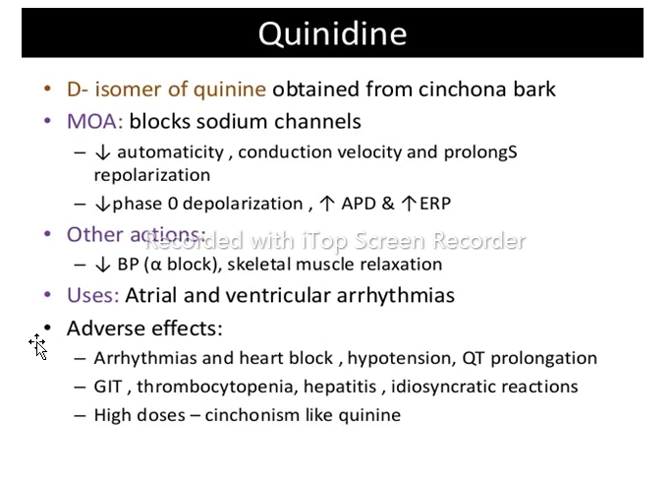 Quinidine
• D- isomer of quinine obtained from cinchona bark
• MOA: blocks sodium channels
– ↓ automaticity , conduction velocity and prolongS
repolarization
– ↓phase 0 depolarization , ↑ APD & ↑ERP
• Other actions:
Recorded with iTop Screen Recorder
– ↓ BP (α block), skeletal muscle relaxation
• Uses: Atrial and ventricular arrhythmias
• Adverse effects:
– Arrhythmias and heart block , hypotension, QT prolongation
– GIT , thrombocytopenia, hepatitis , idiosyncratic reactions
– High doses – cinchonism like quinine